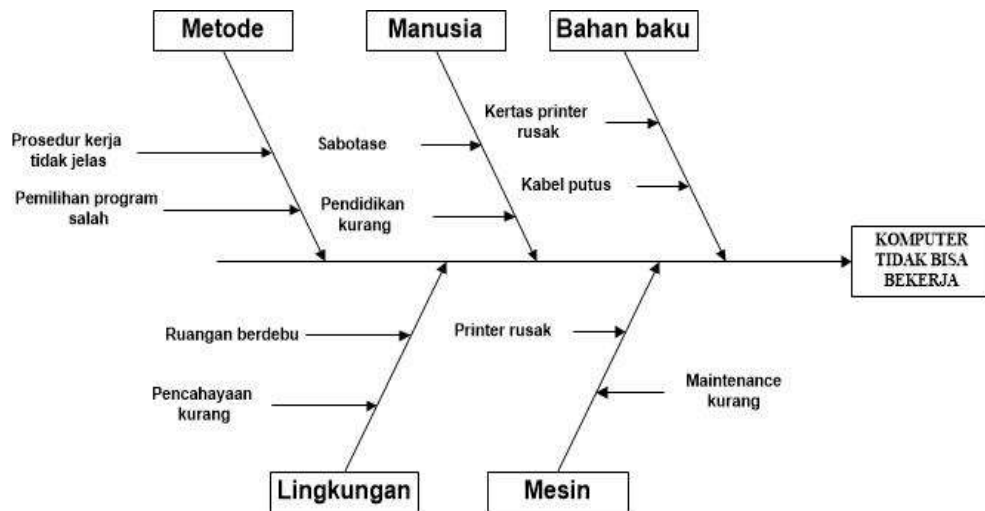 Metode
Manusia
Bahan baku
Prosedur kerja
tidak jelas
Pemilihan program
salah
Sabotase
Pendidikan
kurang
Kertas printer
rusak
Kabel putus
KOMPUTER
TIDAK BISA
BEKERJA
Ruangan berdebu
Pencahayaan
kurang
Printer rusak
Maintenance
kurang
Lingkungan
Mesin